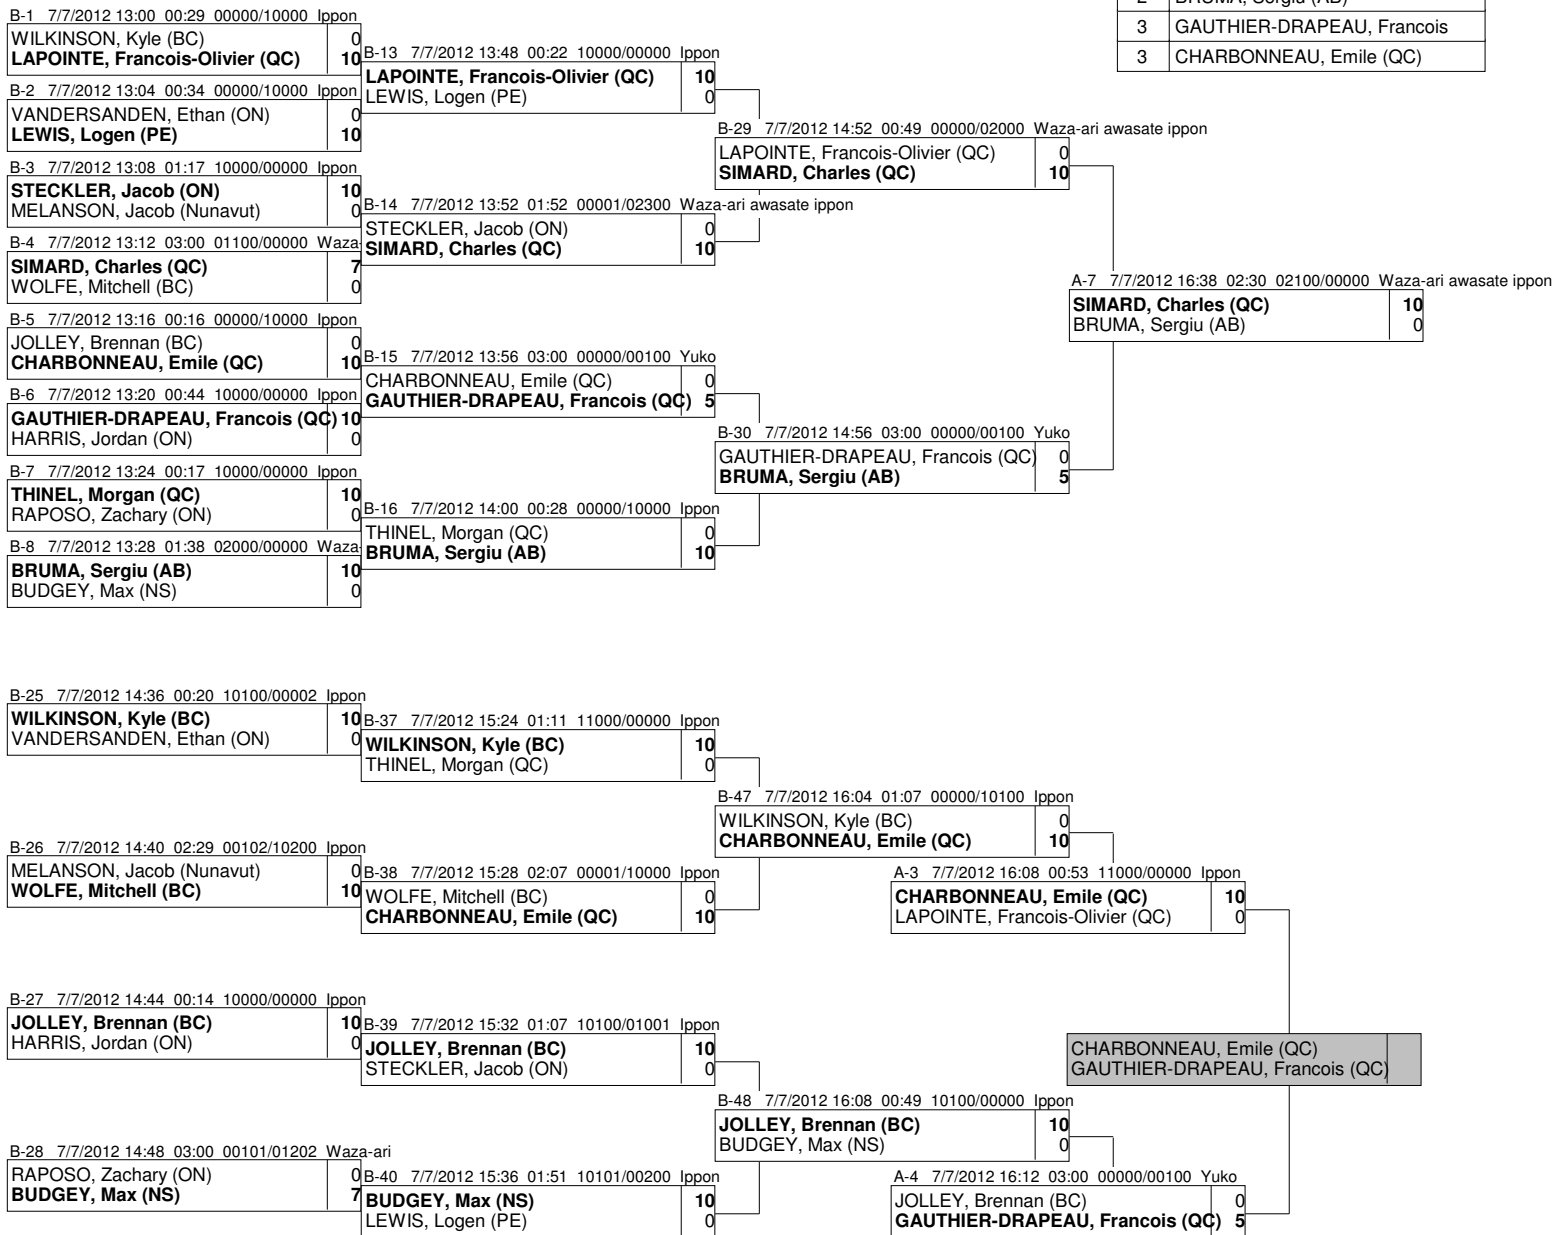 2 BRUMA, Sergiu (AB)
3 GAUTHIER-DRAPEAU, Francois
3 CHARBONNEAU, Emile (QC)
B-1 7/7/2012 13:00 00:29 00000/10000 Ippon
WILKINSON, Kyle (BC) 0
LAPOINTE, Francois-Olivier (QC) 10
B-2 7/7/2012 13:04 00:34 00000/10000 Ippon
VANDERSANDEN, Ethan (ON) 0
LEWIS, Logen (PE) 10
B-3 7/7/2012 13:08 01:17 10000/00000 Ippon
STECKLER, Jacob (ON) 10
MELANSON, Jacob (Nunavut) 0
B-4 7/7/2012 13:12 03:00 01100/00000 Waza-
SIMARD, Charles (QC) 7
WOLFE, Mitchell (BC) 0
B-5 7/7/2012 13:16 00:16 00000/10000 Ippon
JOLLEY, Brennan (BC) 0
CHARBONNEAU, Emile (QC) 10
B-6 7/7/2012 13:20 00:44 10000/00000 Ippon
GAUTHIER-DRAPEAU, Francois (QC) 10
HARRIS, Jordan (ON) 0
B-7 7/7/2012 13:24 00:17 10000/00000 Ippon
THINEL, Morgan (QC) 10
RAPOSO, Zachary (ON) 0
B-8 7/7/2012 13:28 01:38 02000/00000 Waza-
BRUMA, Sergiu (AB) 10
BUDGEY, Max (NS) 0
B-13 7/7/2012 13:48 00:22 10000/00000 Ippon
LAPOINTE, Francois-Olivier (QC) 10
LEWIS, Logen (PE) 0
B-14 7/7/2012 13:52 01:52 00001/02300 Waza-ari awasate ippon
STECKLER, Jacob (ON) 0
SIMARD, Charles (QC) 10
B-15 7/7/2012 13:56 03:00 00000/00100 Yuko
CHARBONNEAU, Emile (QC) 0
GAUTHIER-DRAPEAU, Francois (QC) 5
B-16 7/7/2012 14:00 00:28 00000/10000 Ippon
THINEL, Morgan (QC) 0
BRUMA, Sergiu (AB) 10
B-29 7/7/2012 14:52 00:49 00000/02000 Waza-ari awasate ippon
LAPOINTE, Francois-Olivier (QC) 0
SIMARD, Charles (QC) 10
B-30 7/7/2012 14:56 03:00 00000/00100 Yuko
GAUTHIER-DRAPEAU, Francois (QC) 0
BRUMA, Sergiu (AB) 5
A-7 7/7/2012 16:38 02:30 02100/00000 Waza-ari awasate ippon
SIMARD, Charles (QC) 10
BRUMA, Sergiu (AB) 0
B-25 7/7/2012 14:36 00:20 10100/00002 Ippon
WILKINSON, Kyle (BC) 10
VANDERSANDEN, Ethan (ON) 0
B-26 7/7/2012 14:40 02:29 00102/10200 Ippon
MELANSON, Jacob (Nunavut) 0
WOLFE, Mitchell (BC) 10
B-27 7/7/2012 14:44 00:14 10000/00000 Ippon
JOLLEY, Brennan (BC) 10
HARRIS, Jordan (ON) 0
B-28 7/7/2012 14:48 03:00 00101/01202 Waza-ari
RAPOSO, Zachary (ON) 0
BUDGEY, Max (NS) 7
B-37 7/7/2012 15:24 01:11 11000/00000 Ippon
WILKINSON, Kyle (BC) 10
THINEL, Morgan (QC) 0
B-38 7/7/2012 15:28 02:07 00001/10000 Ippon
WOLFE, Mitchell (BC) 0
CHARBONNEAU, Emile (QC) 10
B-39 7/7/2012 15:32 01:07 10100/01001 Ippon
JOLLEY, Brennan (BC) 10
STECKLER, Jacob (ON) 0
B-40 7/7/2012 15:36 01:51 10101/00200 Ippon
BUDGEY, Max (NS) 10
LEWIS, Logen (PE) 0
B-47 7/7/2012 16:04 01:07 00000/10100 Ippon
WILKINSON, Kyle (BC) 0
CHARBONNEAU, Emile (QC) 10
B-48 7/7/2012 16:08 00:49 10100/00000 Ippon
JOLLEY, Brennan (BC) 10
BUDGEY, Max (NS) 0
A-3 7/7/2012 16:08 00:53 11000/00000 Ippon
CHARBONNEAU, Emile (QC) 10
LAPOINTE, Francois-Olivier (QC) 0
A-4 7/7/2012 16:12 03:00 00000/00100 Yuko
JOLLEY, Brennan (BC) 0
GAUTHIER-DRAPEAU, Francois (QC) 5
CHARBONNEAU, Emile (QC)
GAUTHIER-DRAPEAU, Francois (QC)